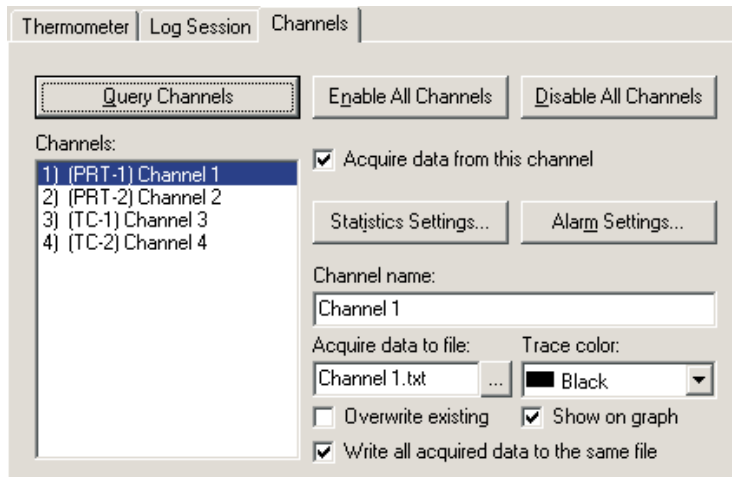 Thermometer Log Session Channels
Query Channels Enable All Channels Disable All Channels
Channels:
Acquire data from this channel
1) (PRT-1) Channel 1
2) (PRT-2) Channel 2
3) (TC-1) Channel 3
4) (TC-2) Channel 4
Statistics Settings... Alarm Settings...
Channel name:
Channel 1
Acquire data to file: Trace color:
Channel 1.txt ... Black
Overwrite existing Show on graph
Write all acquired data to the same file